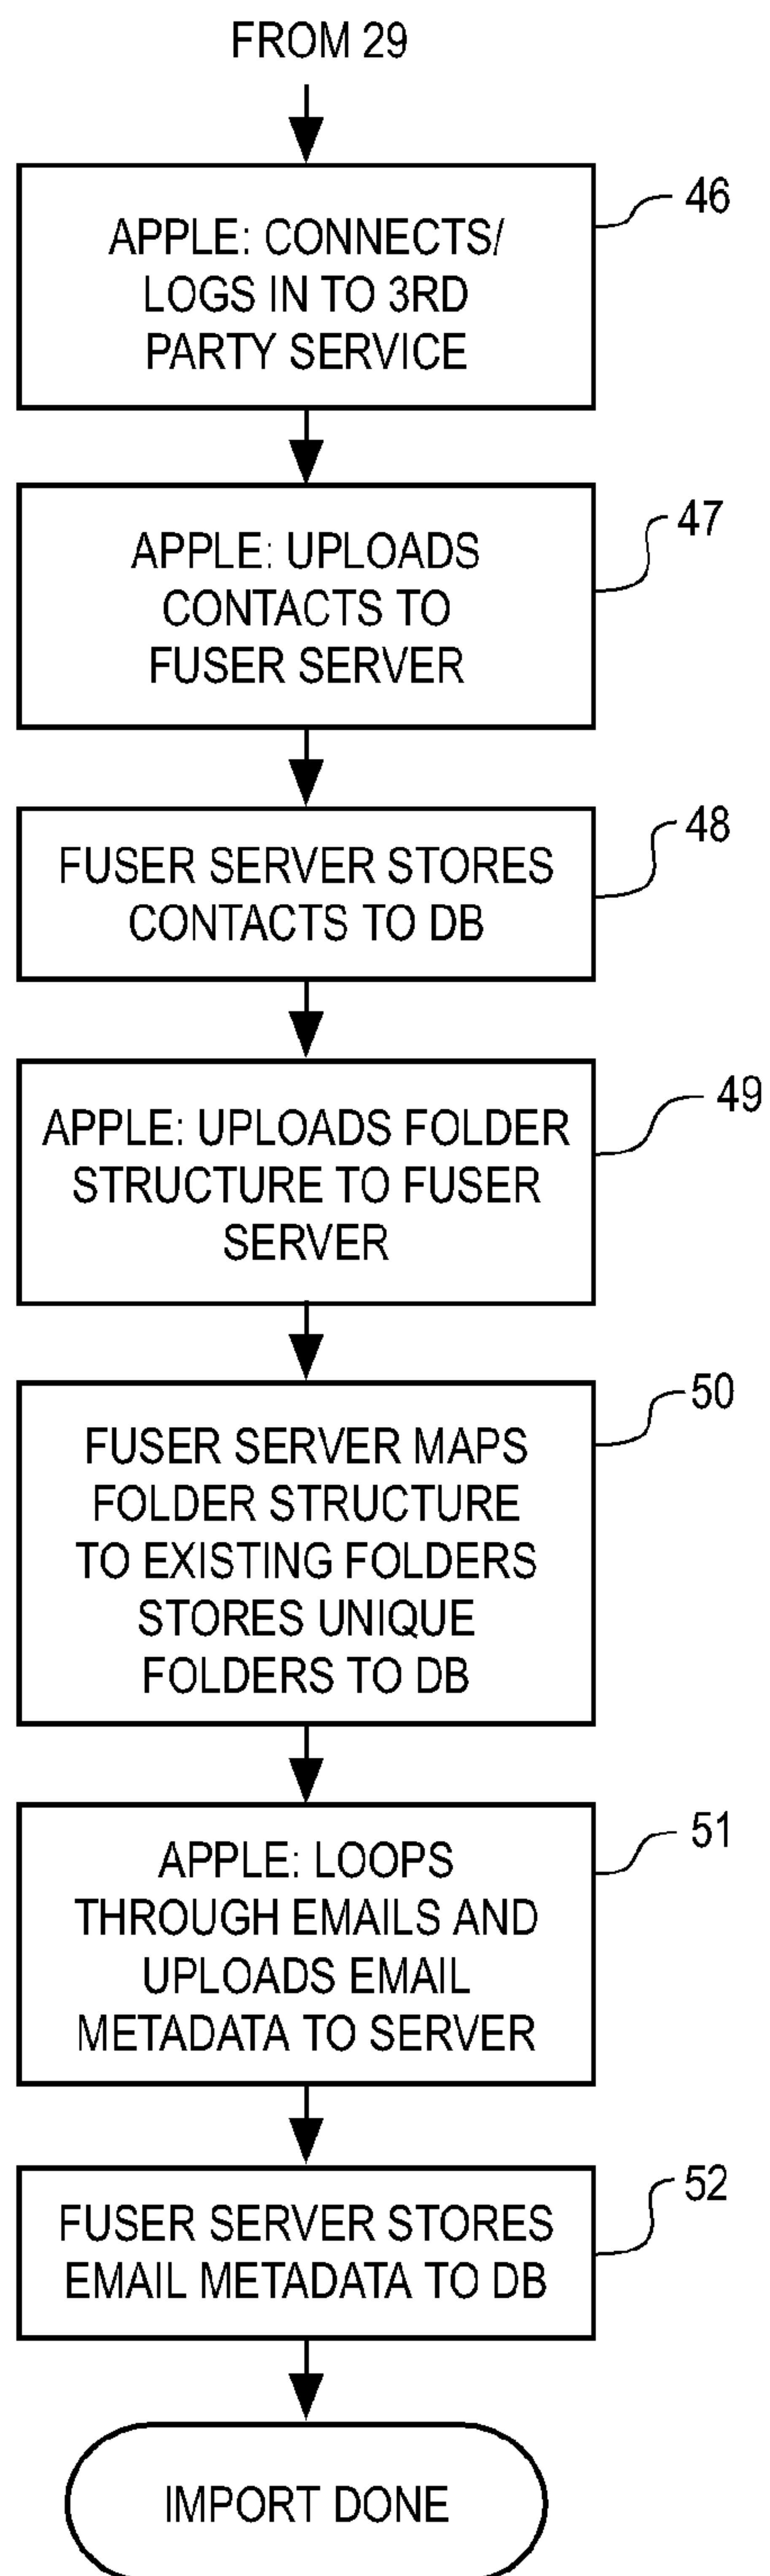 FROM 29
46
APPLE: CONNECTS/
LOGS IN TO 3RD
PARTY SERVICE
47
APPLE: UPLOADS
CONTACTS TO
FUSER SERVER
48
FUSER SERVER STORES
CONTACTS TO DB
49
APPLE: UPLOADS FOLDER
STRUCTURE TO FUSER
SERVER
50
FUSER SERVER MAPS
FOLDER STRUCTURE
TO EXISTING FOLDERS
STORES UNIQUE
FOLDERS TO DB
51
APPLE: LOOPS
THROUGH EMAILS AND
UPLOADS EMAIL
METADATA TO SERVER
52
FUSER SERVER STORES
EMAIL METADATA TO DB
IMPORT DONE